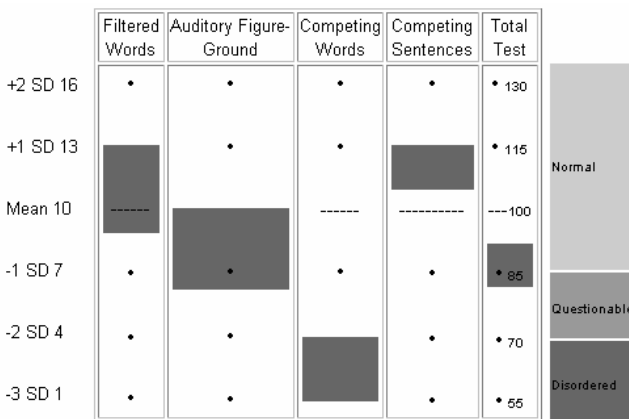 Filtered Words
Auditory Figure-Ground
Competing Words
Competing Sentences
Total Test
+2 SD 16
130
+1 SD 13
115
Normal
Mean 10
100
-1 SD 7
85
Questionable
-2 SD 4
70
Disordered
-3 SD 1
55